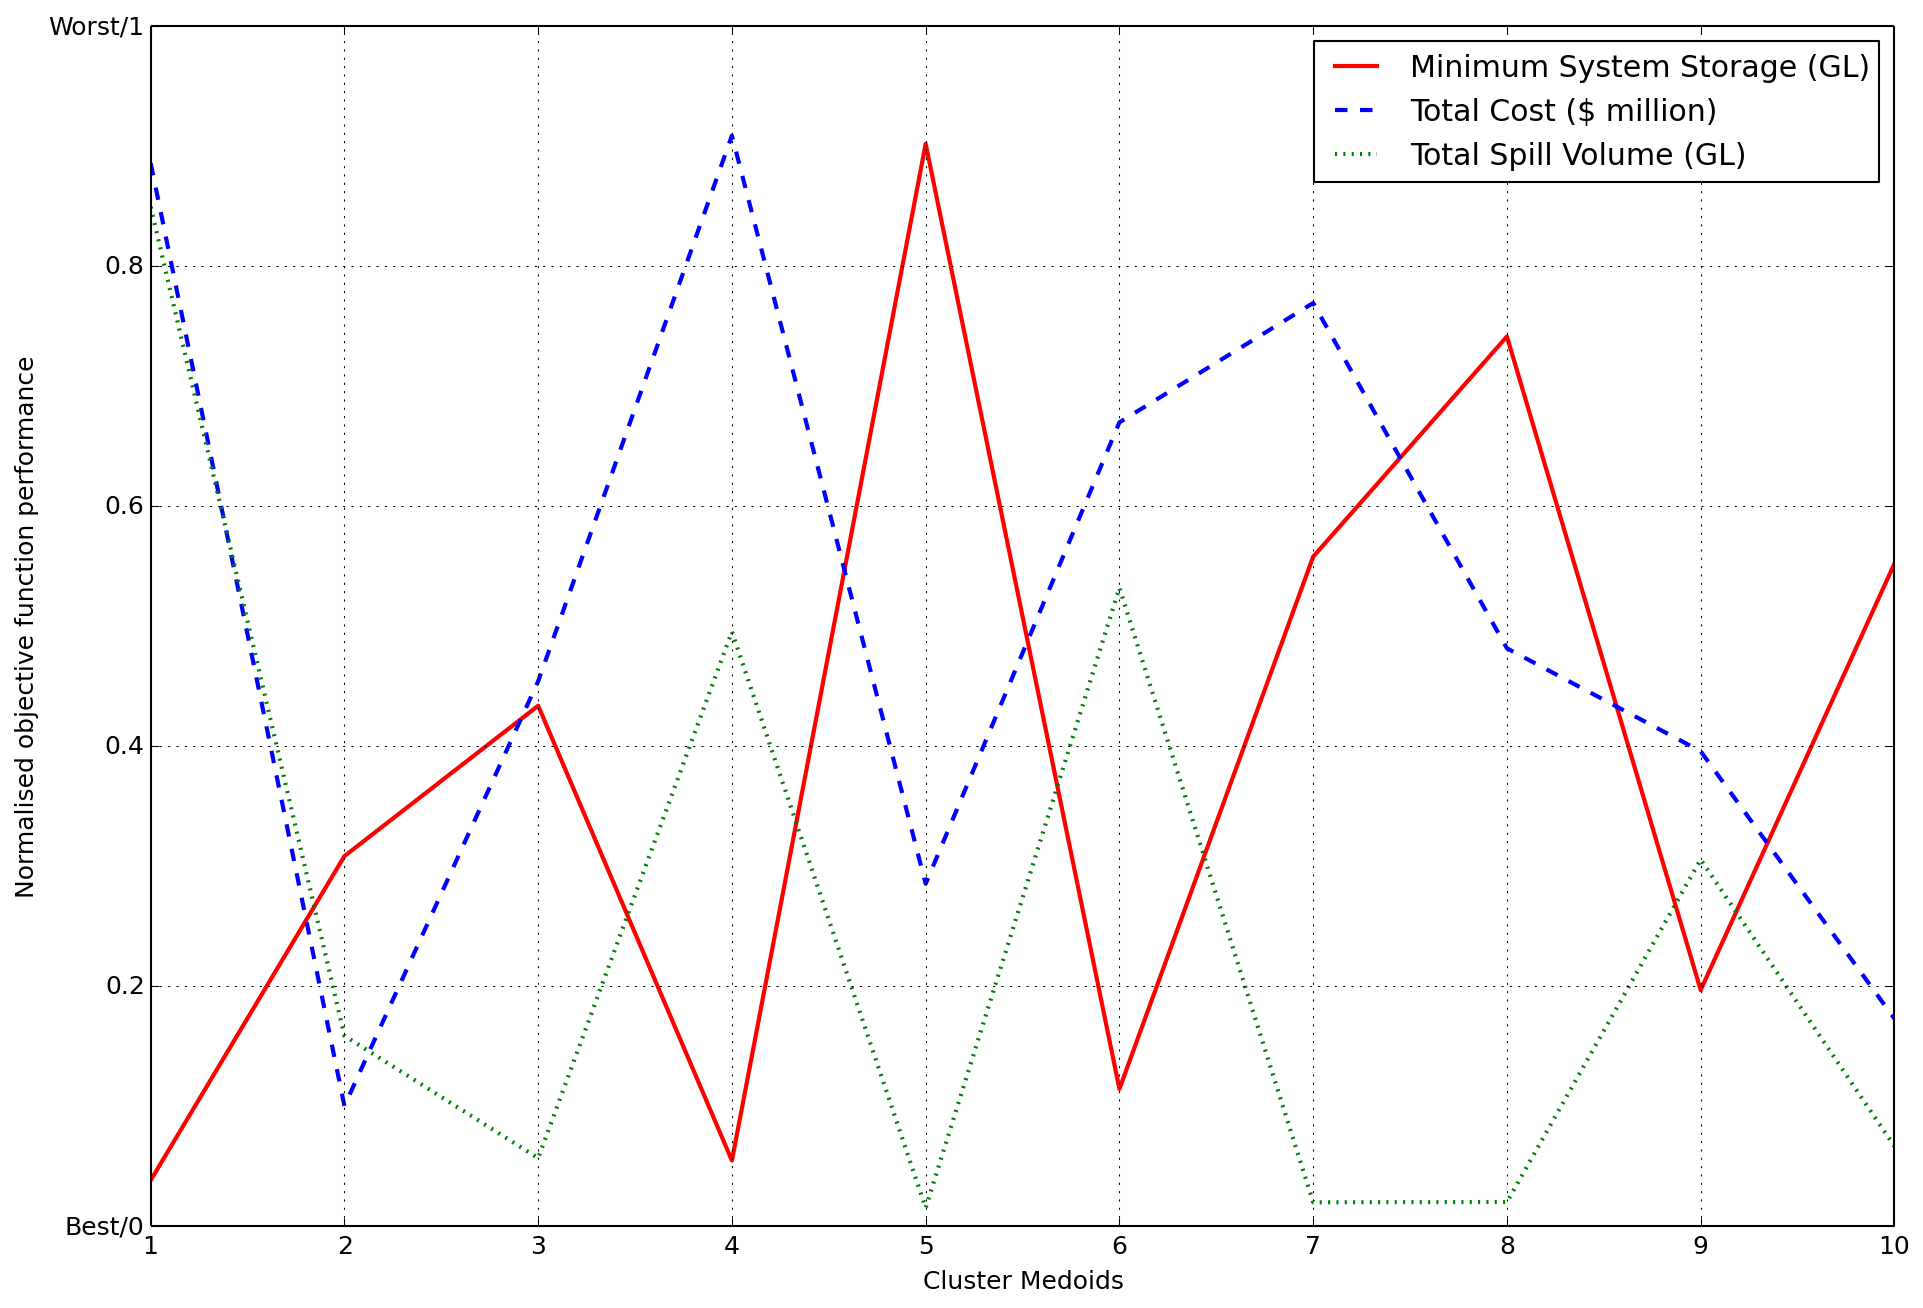 Worst/1
0.8
0.6
0.4
0.2
Best/0
Normalised objective function performance
Minimum System Storage (GL)
Total Cost ($ million)
Total Spill Volume (GL)
1 2 3 4 5 6 7 8 9 10
Cluster Medoids